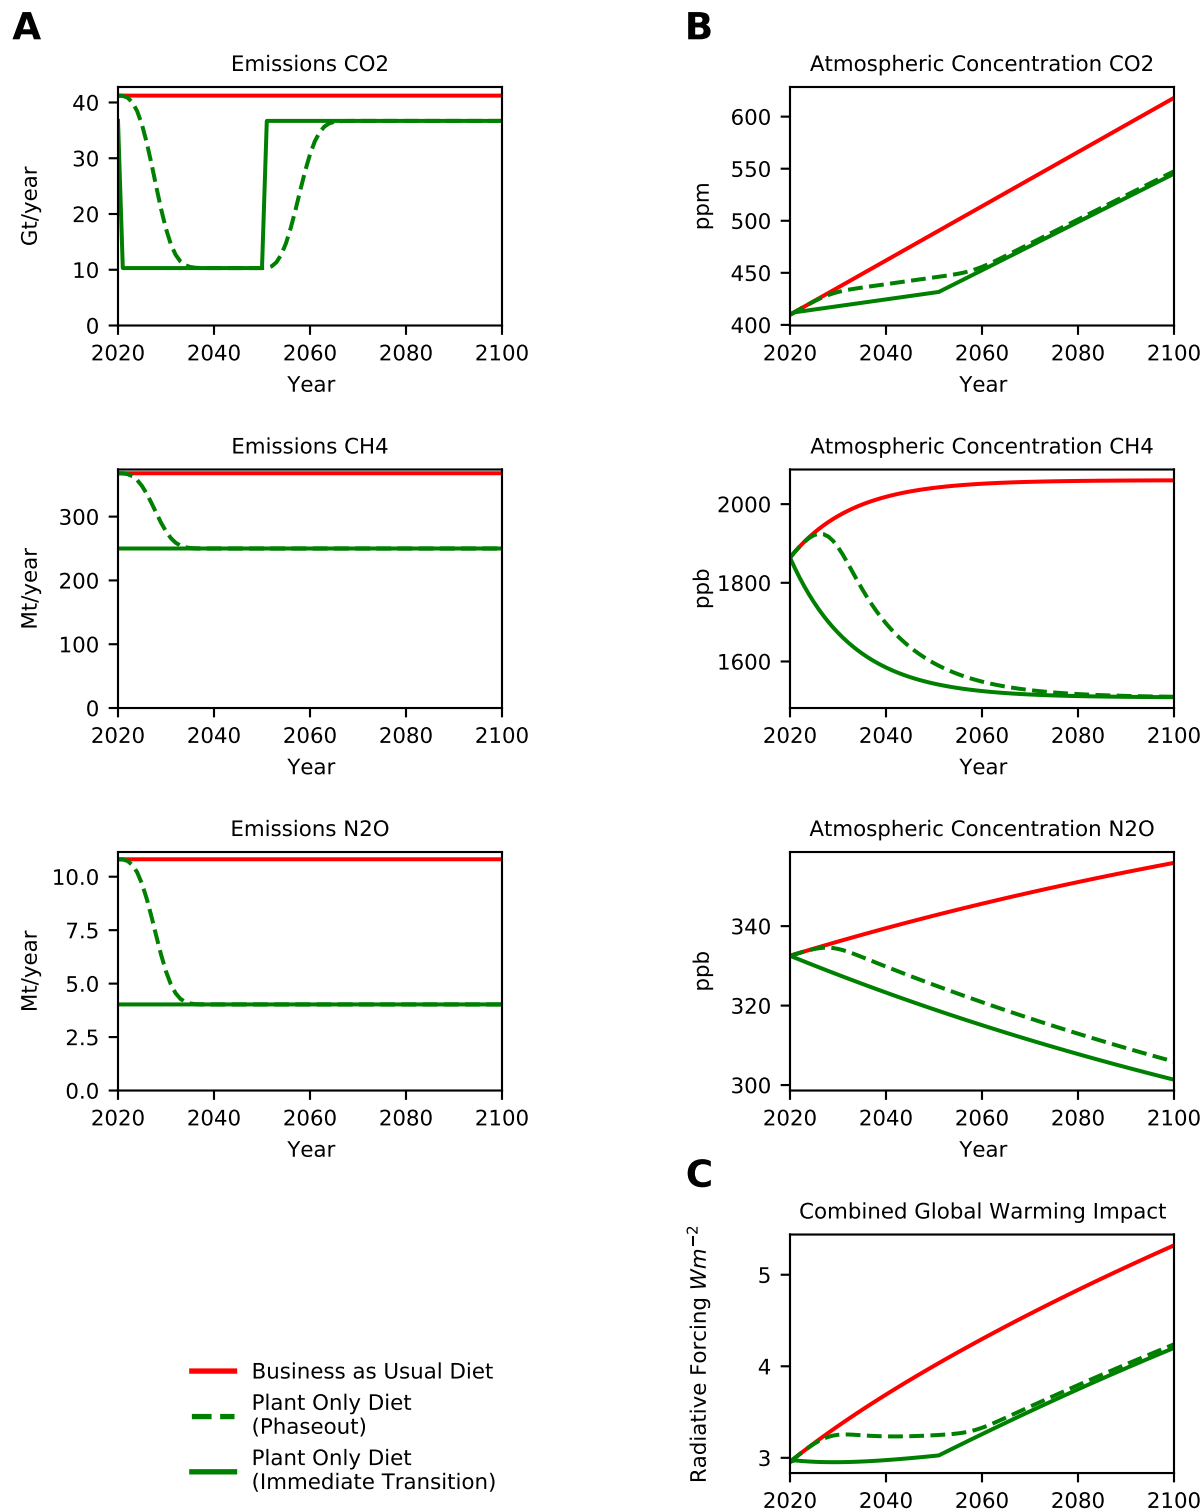 A
Emissions CO2
Gt/year
40
30
20
10
0
2020 2040 2060 2080 2100
Year
B
Atmospheric Concentration CO2
ppm
600
550
500
450
400
2020 2040 2060 2080 2100
Year
Emissions CH4
Mt/year
300
200
100
0
2020 2040 2060 2080 2100
Year
Atmospheric Concentration CH4
ppb
2000
1800
1600
2020 2040 2060 2080 2100
Year
Emissions N2O
Mt/year
10.0
7.5
5.0
2.5
0.0
2020 2040 2060 2080 2100
Year
Atmospheric Concentration N2O
ppb
340
320
300
2020 2040 2060 2080 2100
Year
C
Combined Global Warming Impact
Radiative Forcing Wm⁻²
5
4
3
2020 2040 2060 2080 2100
Business as Usual Diet
Plant Only Diet
(Phaseout)
Plant Only Diet
(Immediate Transition)